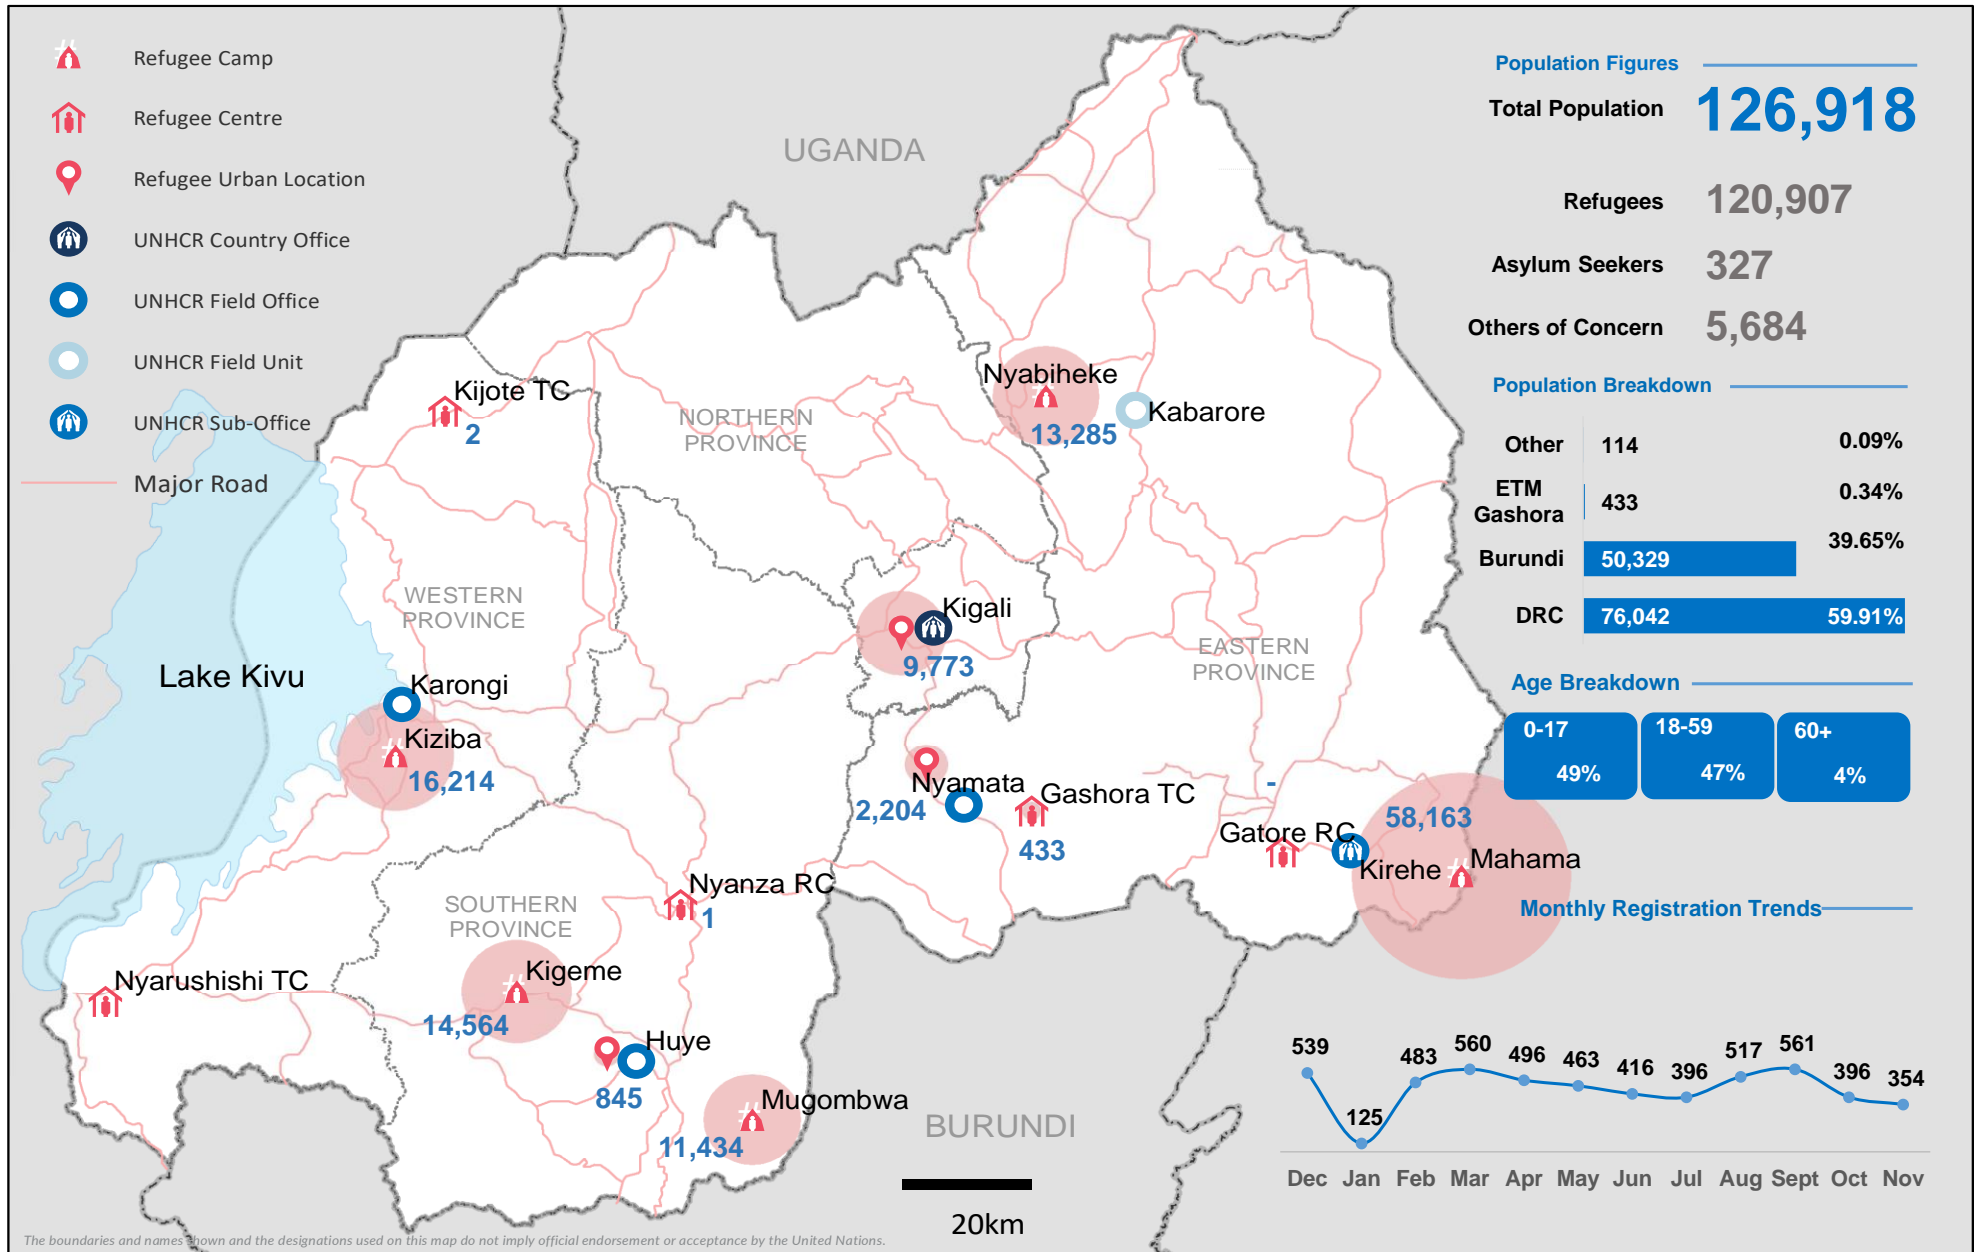 Refugee Camp
Refugee Centre
Refugee Urban Location
UNHCR Country Office
UNHCR Field Office
UNHCR Field Unit
UNHCR Sub-Office
Major Road
UGANDA
NORTHERN
PROVINCE
WESTERN
PROVINCE
EASTERN
PROVINCE
SOUTHERN
PROVINCE
BURUNDI
Lake Kivu
Kijote TC
2
Nyabiheke
13,285
Kabarore
Kigali
9,773
Karongi
Kiziba
16,214
Nyamata
2,204
Gashora TC
433
-
Gatore RC
58,163
Kirehe
Mahama
Nyanza RC
1
Nyarushishi TC
Kigeme
14,564
Huye
845
Mugombwa
11,434
20km
Population Figures
Total Population 126,918
Refugees 120,907
Asylum Seekers 327
Others of Concern 5,684
Population Breakdown
Other 114 0.09%
ETM
Gashora 433 0.34%
Burundi 50,329 39.65%
DRC 76,042 59.91%
Age Breakdown
0-17 18-59 60+
49% 47% 4%
Monthly Registration Trends
539 125 483 560 496 463 416 396 517 561 396 354
Dec Jan Feb Mar Apr May Jun Jul Aug Sept Oct Nov
The boundaries and names shown and the designations used on this map do not imply official endorsement or acceptance by the United Nations.